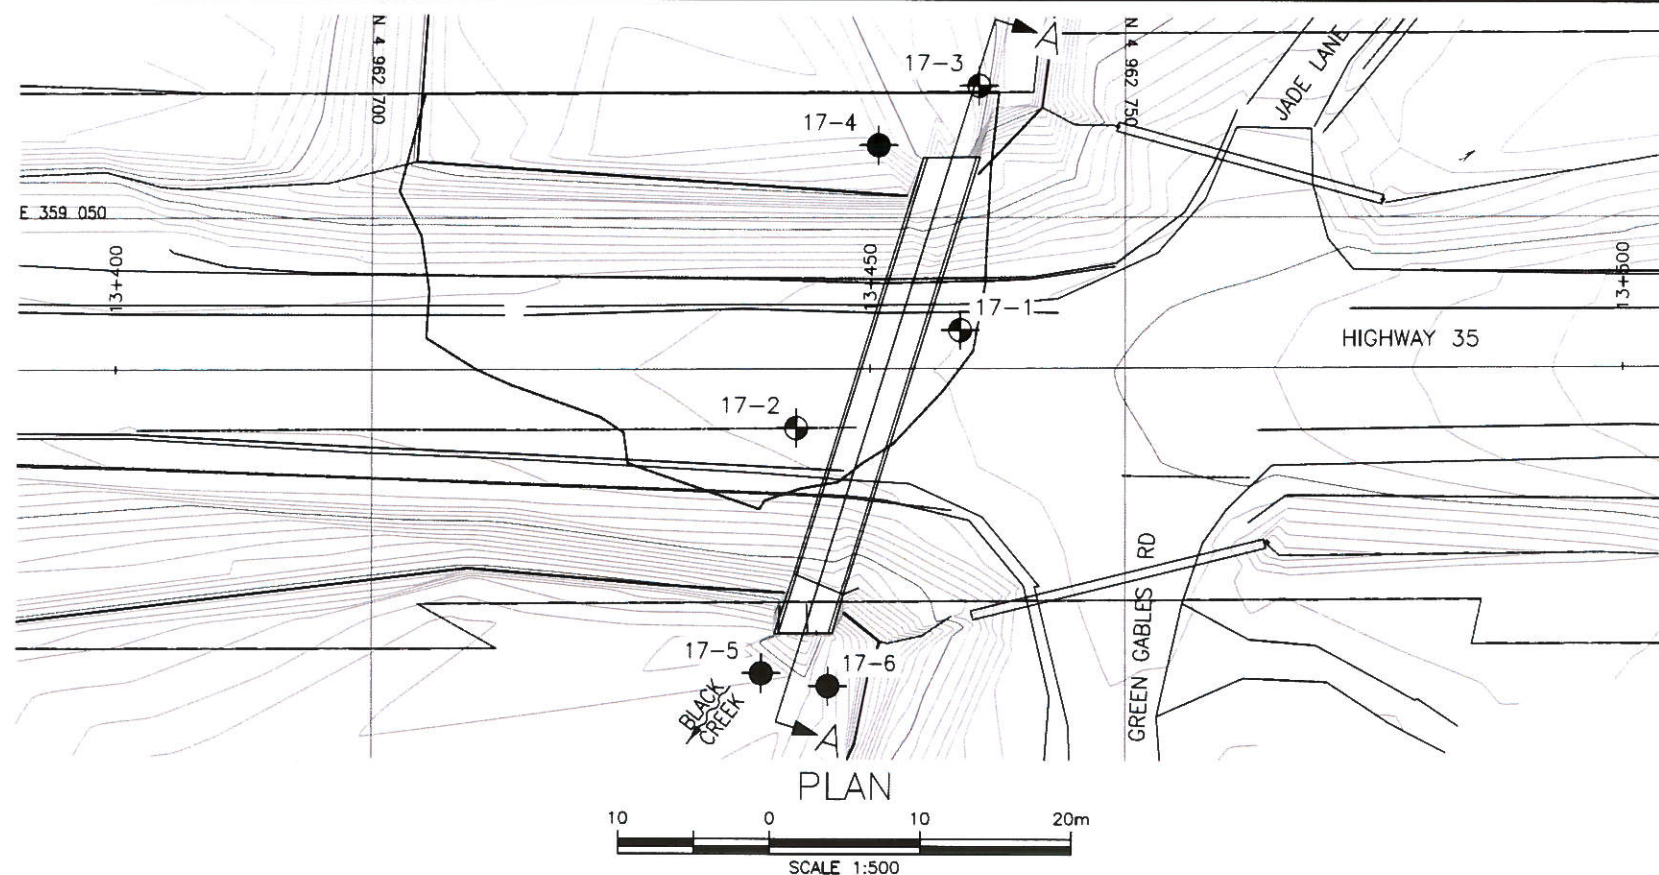 N 4 962 700
A
N 4 962 750
JADE LANE
17-3
17-4
E 359 050
13+400
13+450
13+500
17-1
HIGHWAY 35
17-2
GREEN GABLES RD
17-5
17-6
BLACK
CREEK
A
PLAN
10 0 10 20m
SCALE 1:500